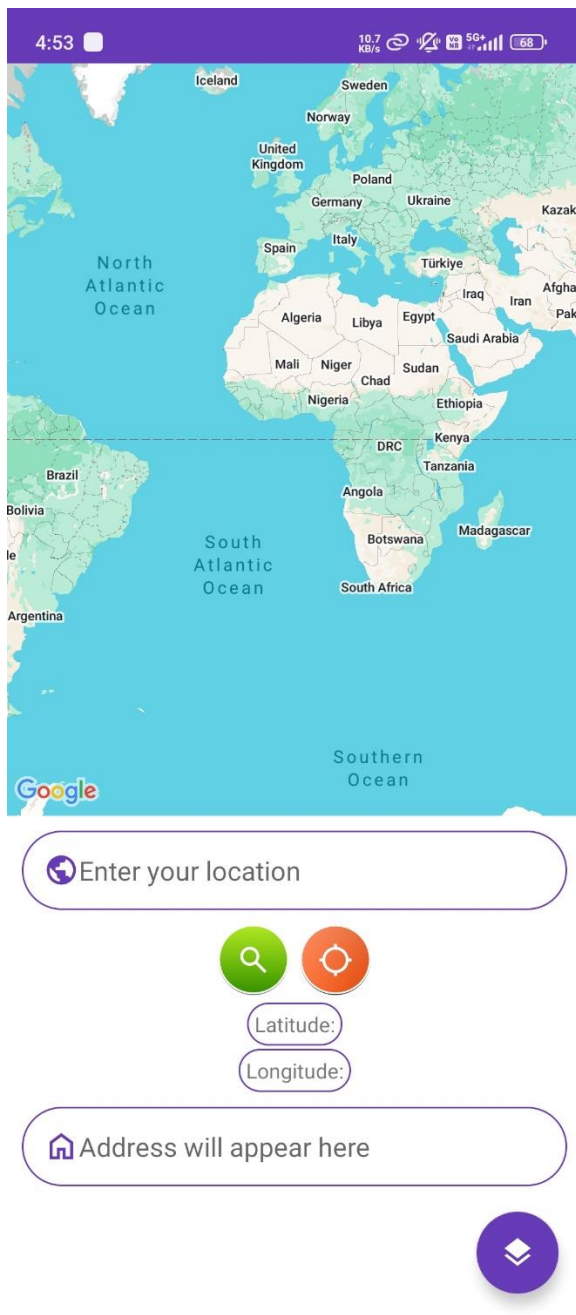 4:53
10.7
KB/s
Vo
NR
5G+
68
Iceland
Sweden
Norway
United
Kingdom
Poland
Germany
Ukraine
Kazak
Spain
Italy
Türkiye
North
Atlantic
Ocean
Iraq
Iran
Afgha
Pak
Algeria
Libya
Egypt
Saudi Arabia
Mali
Niger
Chad
Sudan
Nigeria
Ethiopia
DRC
Kenya
Tanzania
Brazil
Bolivia
Angola
le
South
Atlantic
Ocean
Botswana
Madagascar
South Africa
Argentina
Southern
Ocean
Google
Enter your location
Latitude:
Longitude:
Address will appear here